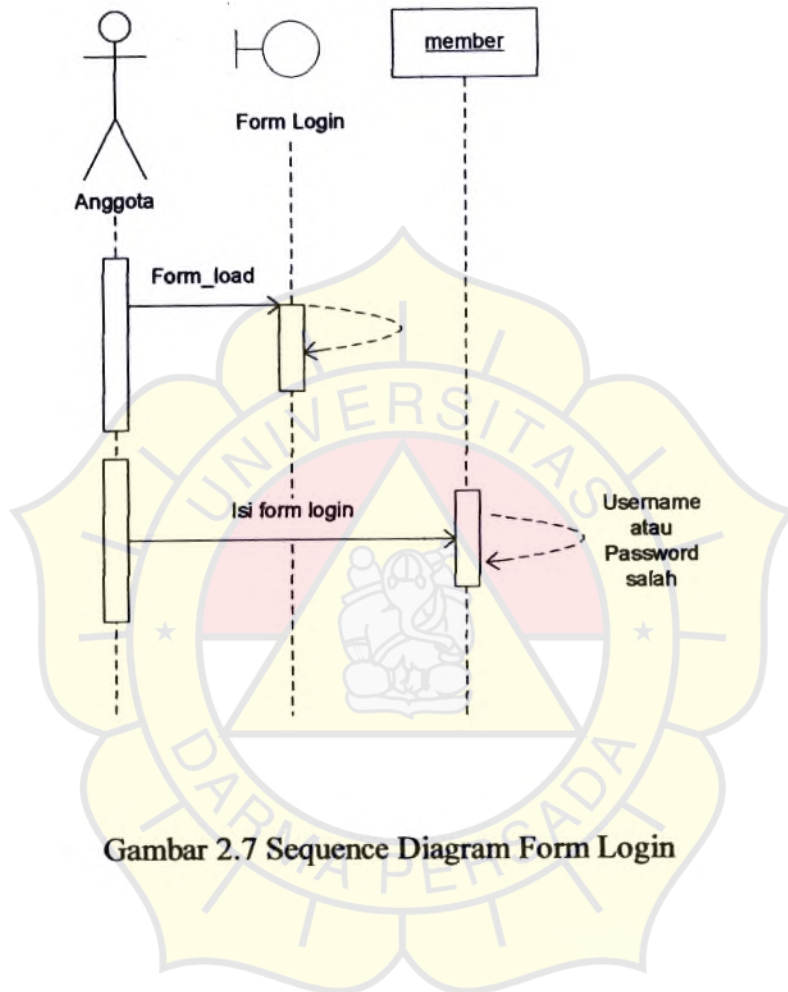 member
Form Login
Anggota
Form_load
Isi form login
Username
atau
Password
salah
UNIVERSITAS
DARMA PERSADA
Gambar 2.7 Sequence Diagram Form Login